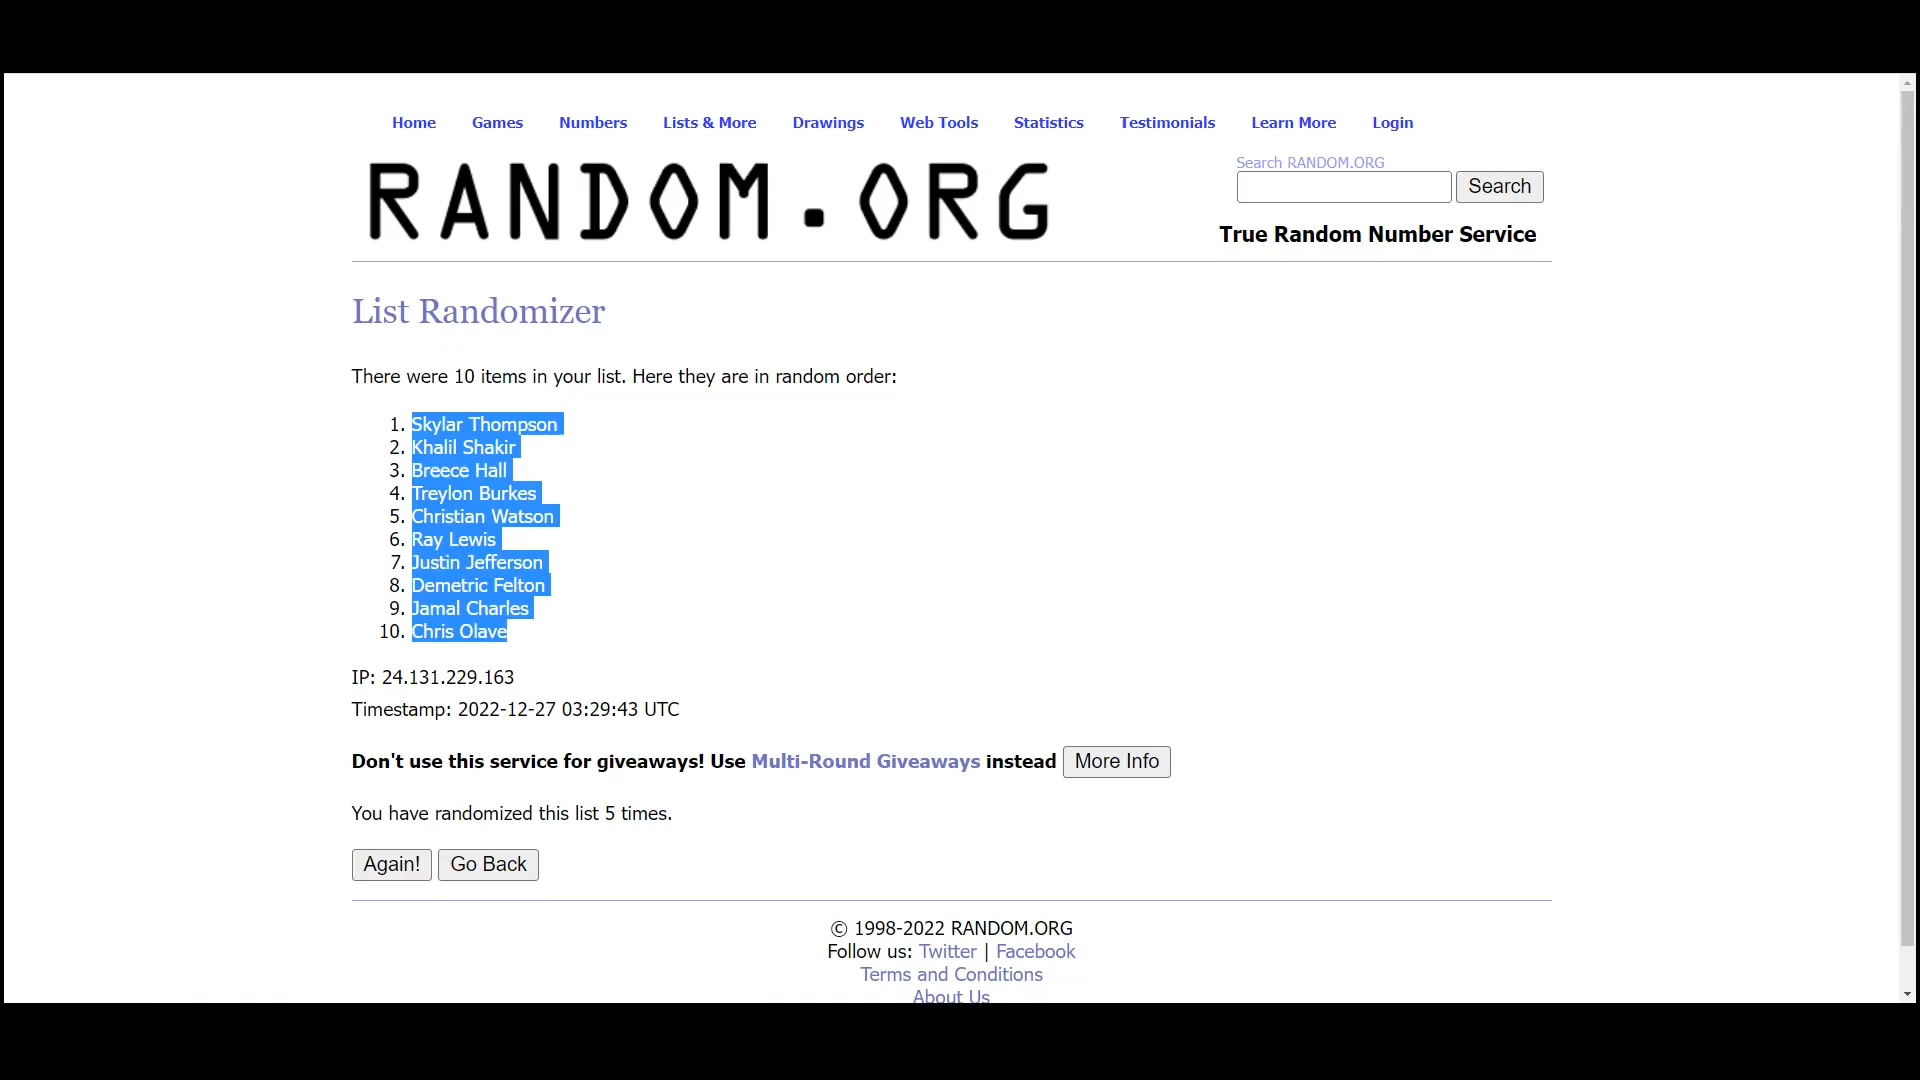 Home Games Numbers Lists & More Drawings Web Tools Statistics Testimonials Learn More Login
RANDOM.ORG
Search RANDOM.ORG
Search
True Random Number Service
List Randomizer
There were 10 items in your list. Here they are in random order:
1. Skylar Thompson
2. Khalil Shakir
3. Breece Hall
4. Treylon Burkes
5. Christian Watson
6. Ray Lewis
7. Justin Jefferson
8. Demetric Felton
9. Jamal Charles
10. Chris Olave
IP: 24.131.229.163
Timestamp: 2022-12-27 03:29:43 UTC
Don't use this service for giveaways! Use Multi-Round Giveaways instead More Info
You have randomized this list 5 times.
Again! Go Back
© 1998-2022 RANDOM.ORG
Follow us: Twitter | Facebook
Terms and Conditions
About Us